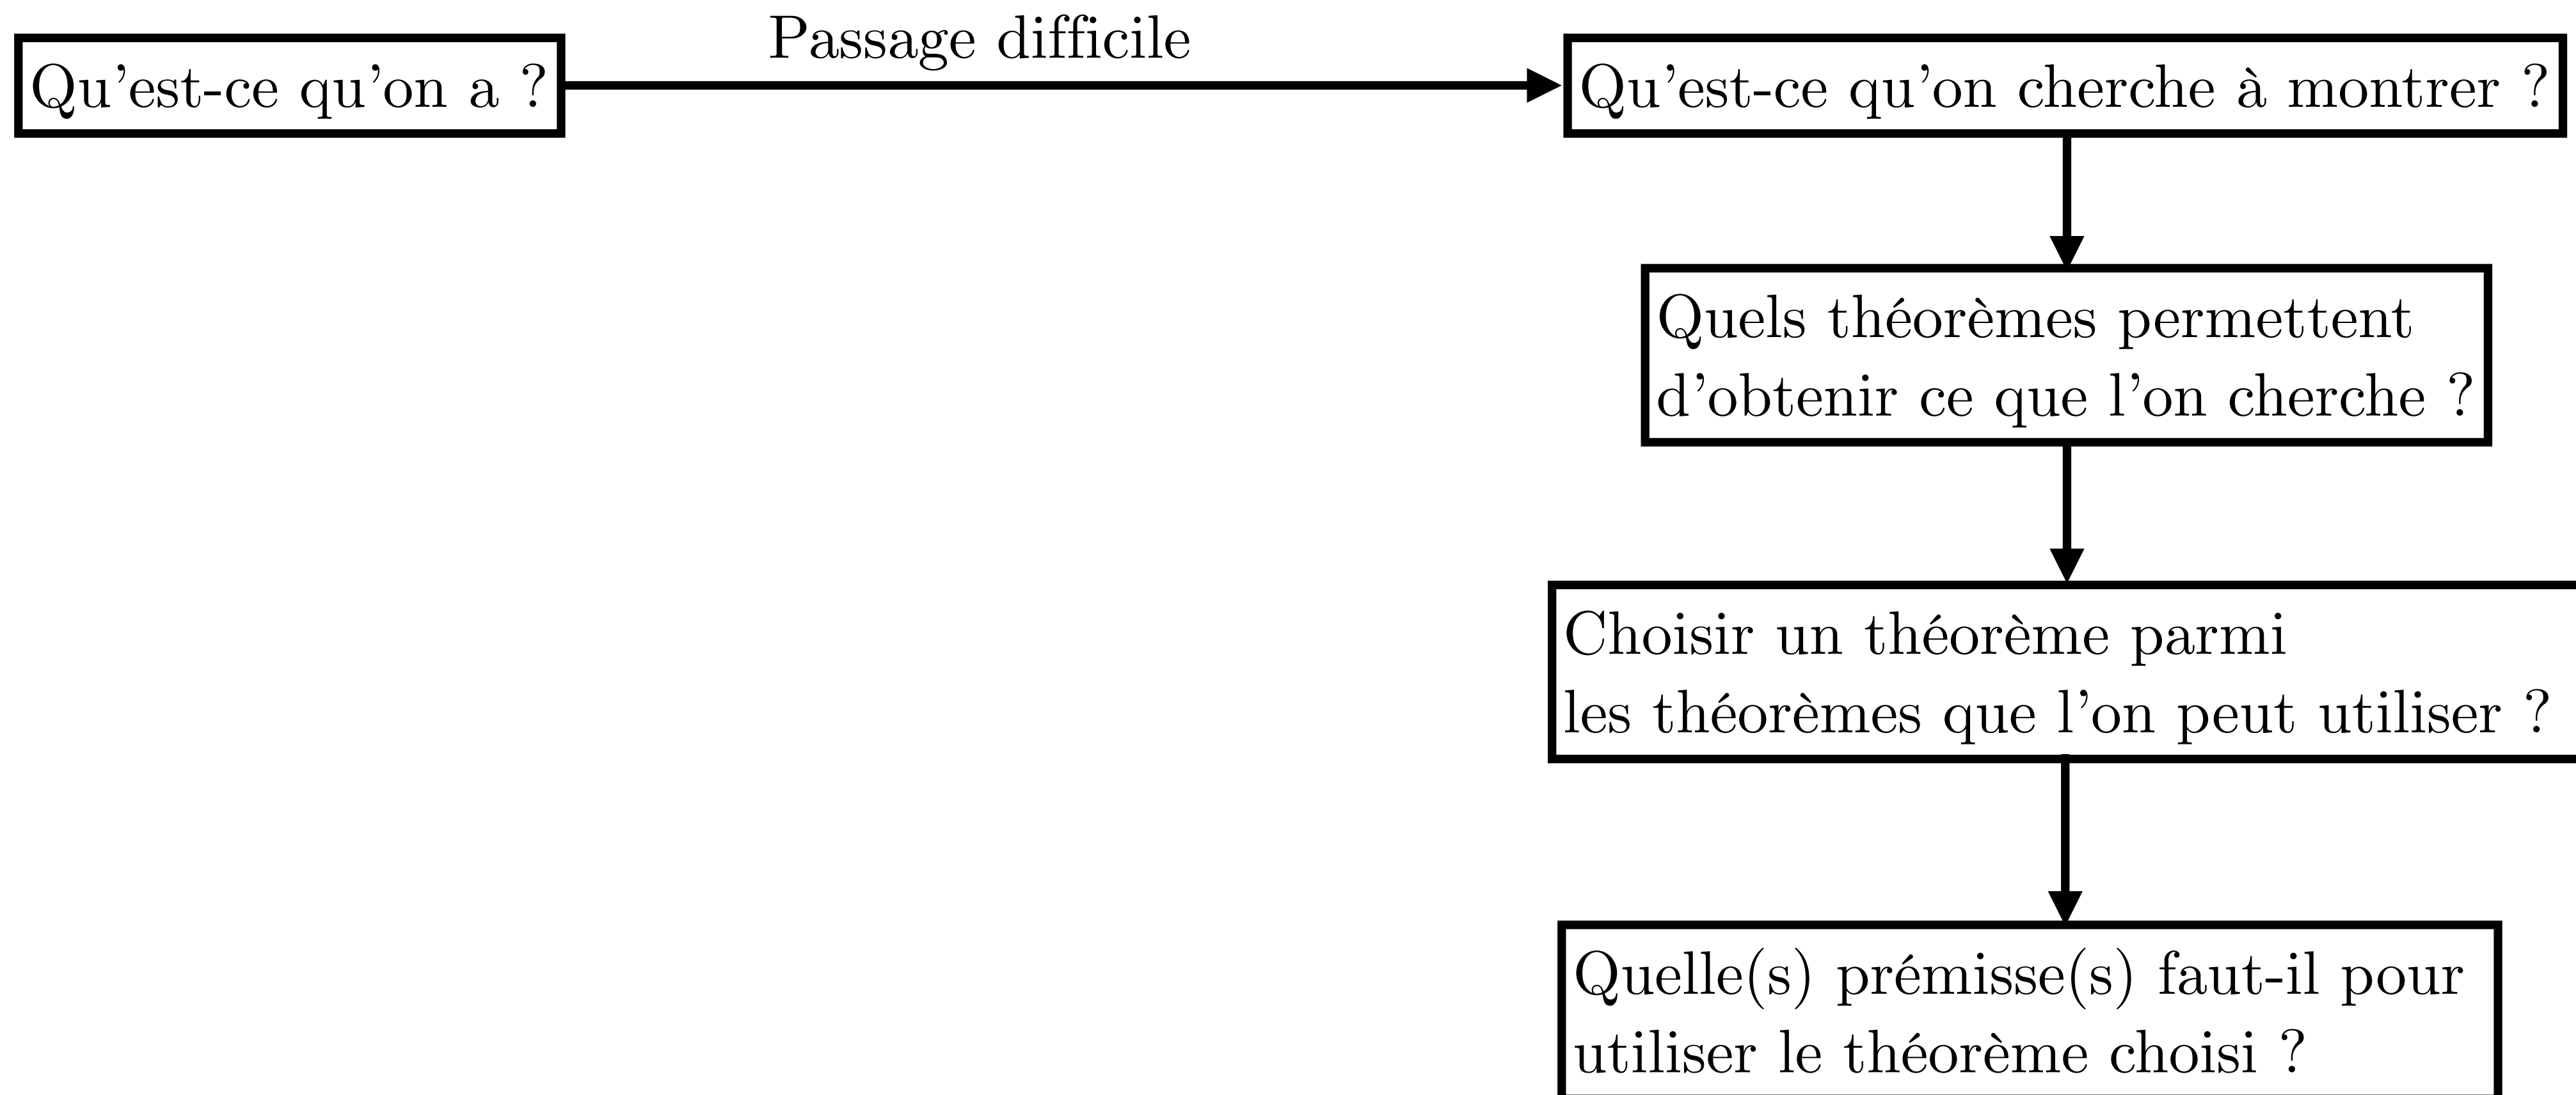 Passage difficile
Qu'est-ce qu'on a ?
Qu'est-ce qu'on cherche à montrer ?
Quels théorèmes permettent
d'obtenir ce que l'on cherche ?
Choisir un théorème parmi
les théorèmes que l'on peut utiliser ?
Quelle(s) prémisse(s) faut-il pour
utiliser le théorème choisi ?